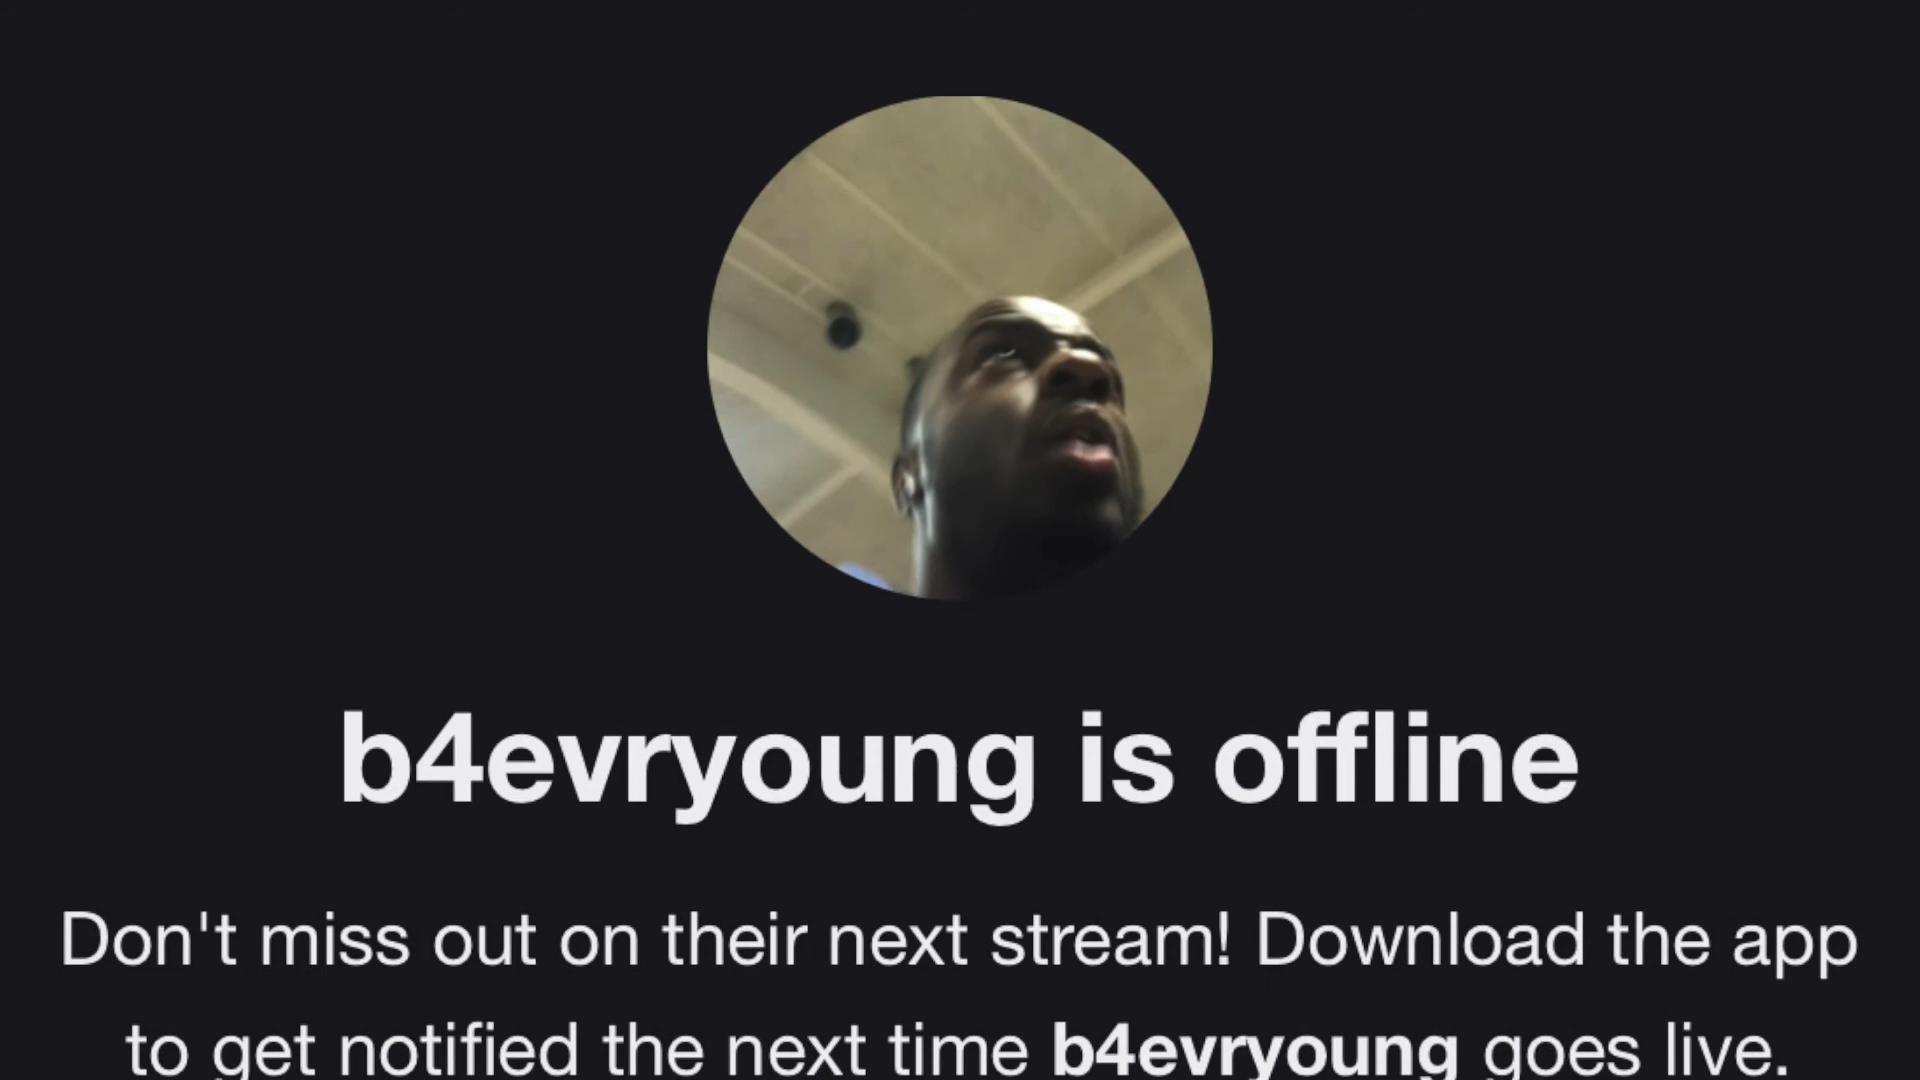 b4evryoung is offline
Don't miss out on their next stream! Download the app
to get notified the next time b4evryoung goes live.